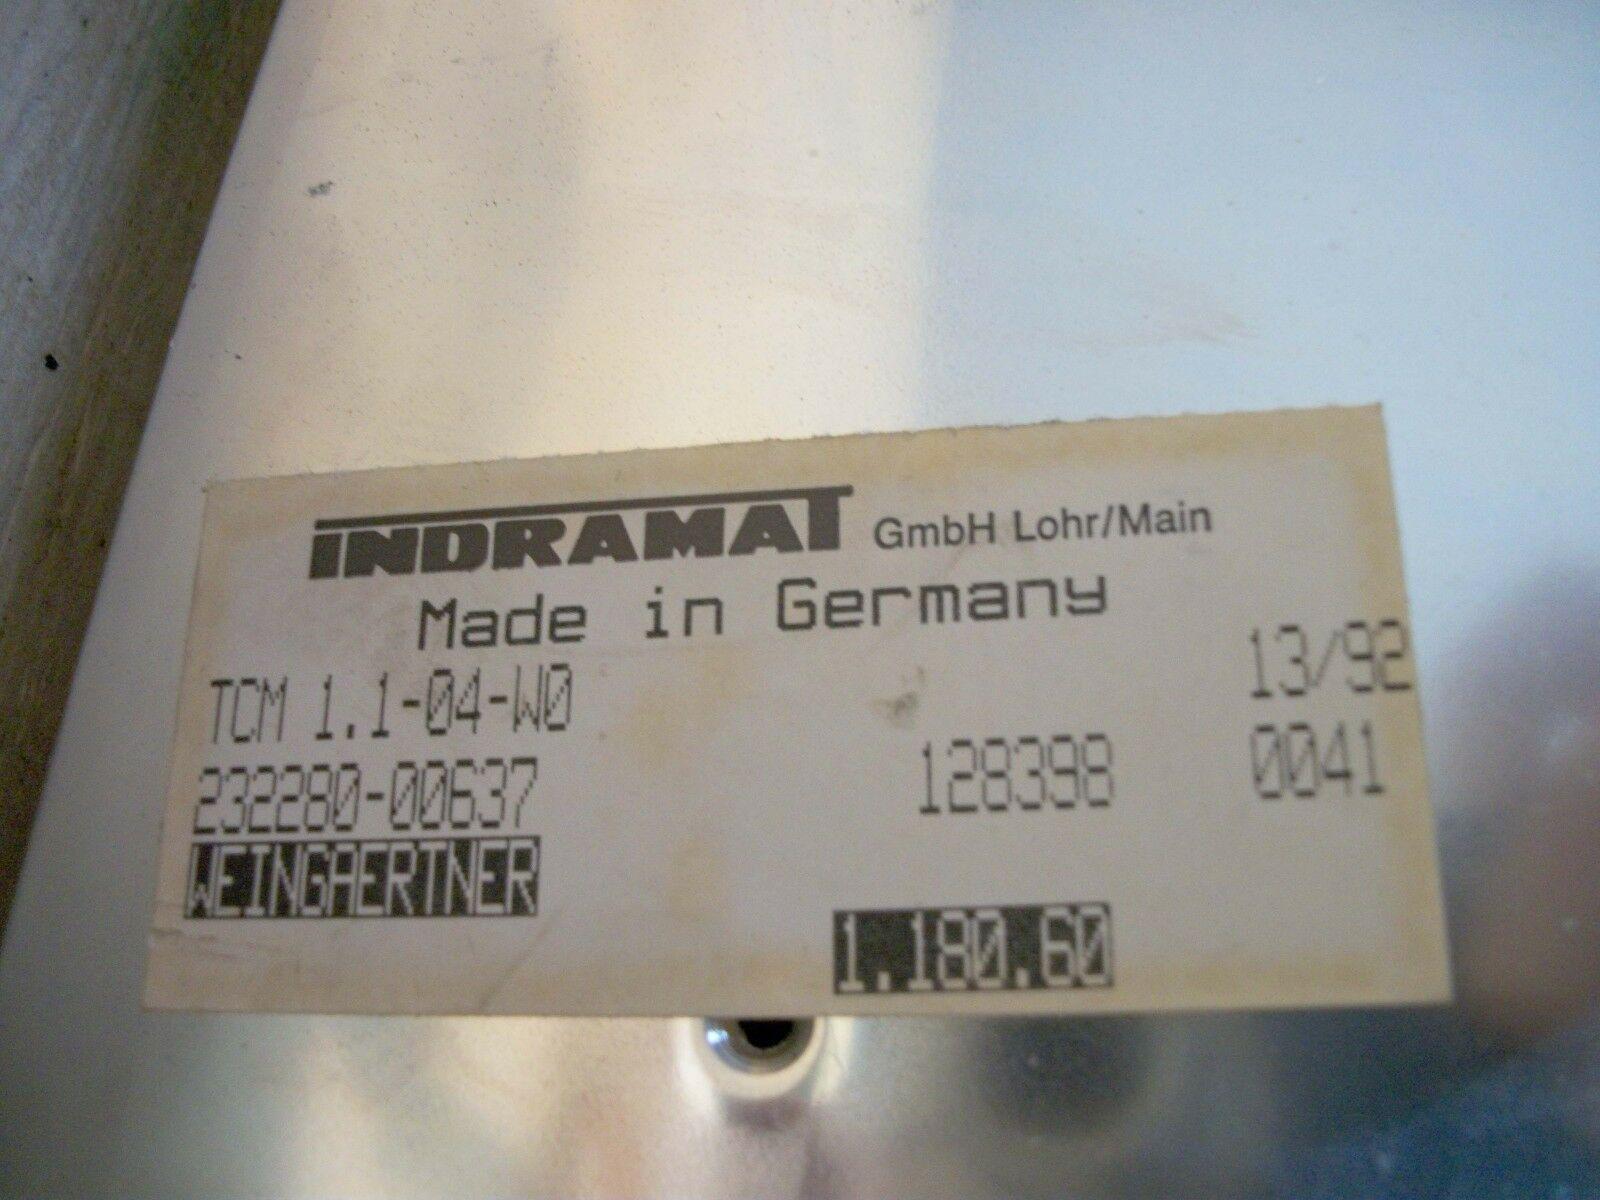 INDRAMAT GmbH Lohr/Main
Made in Germany
TCM 1.1-04-W0 13/92
232280-00637 128398 0041
WEINGAERTNER
1.180.60